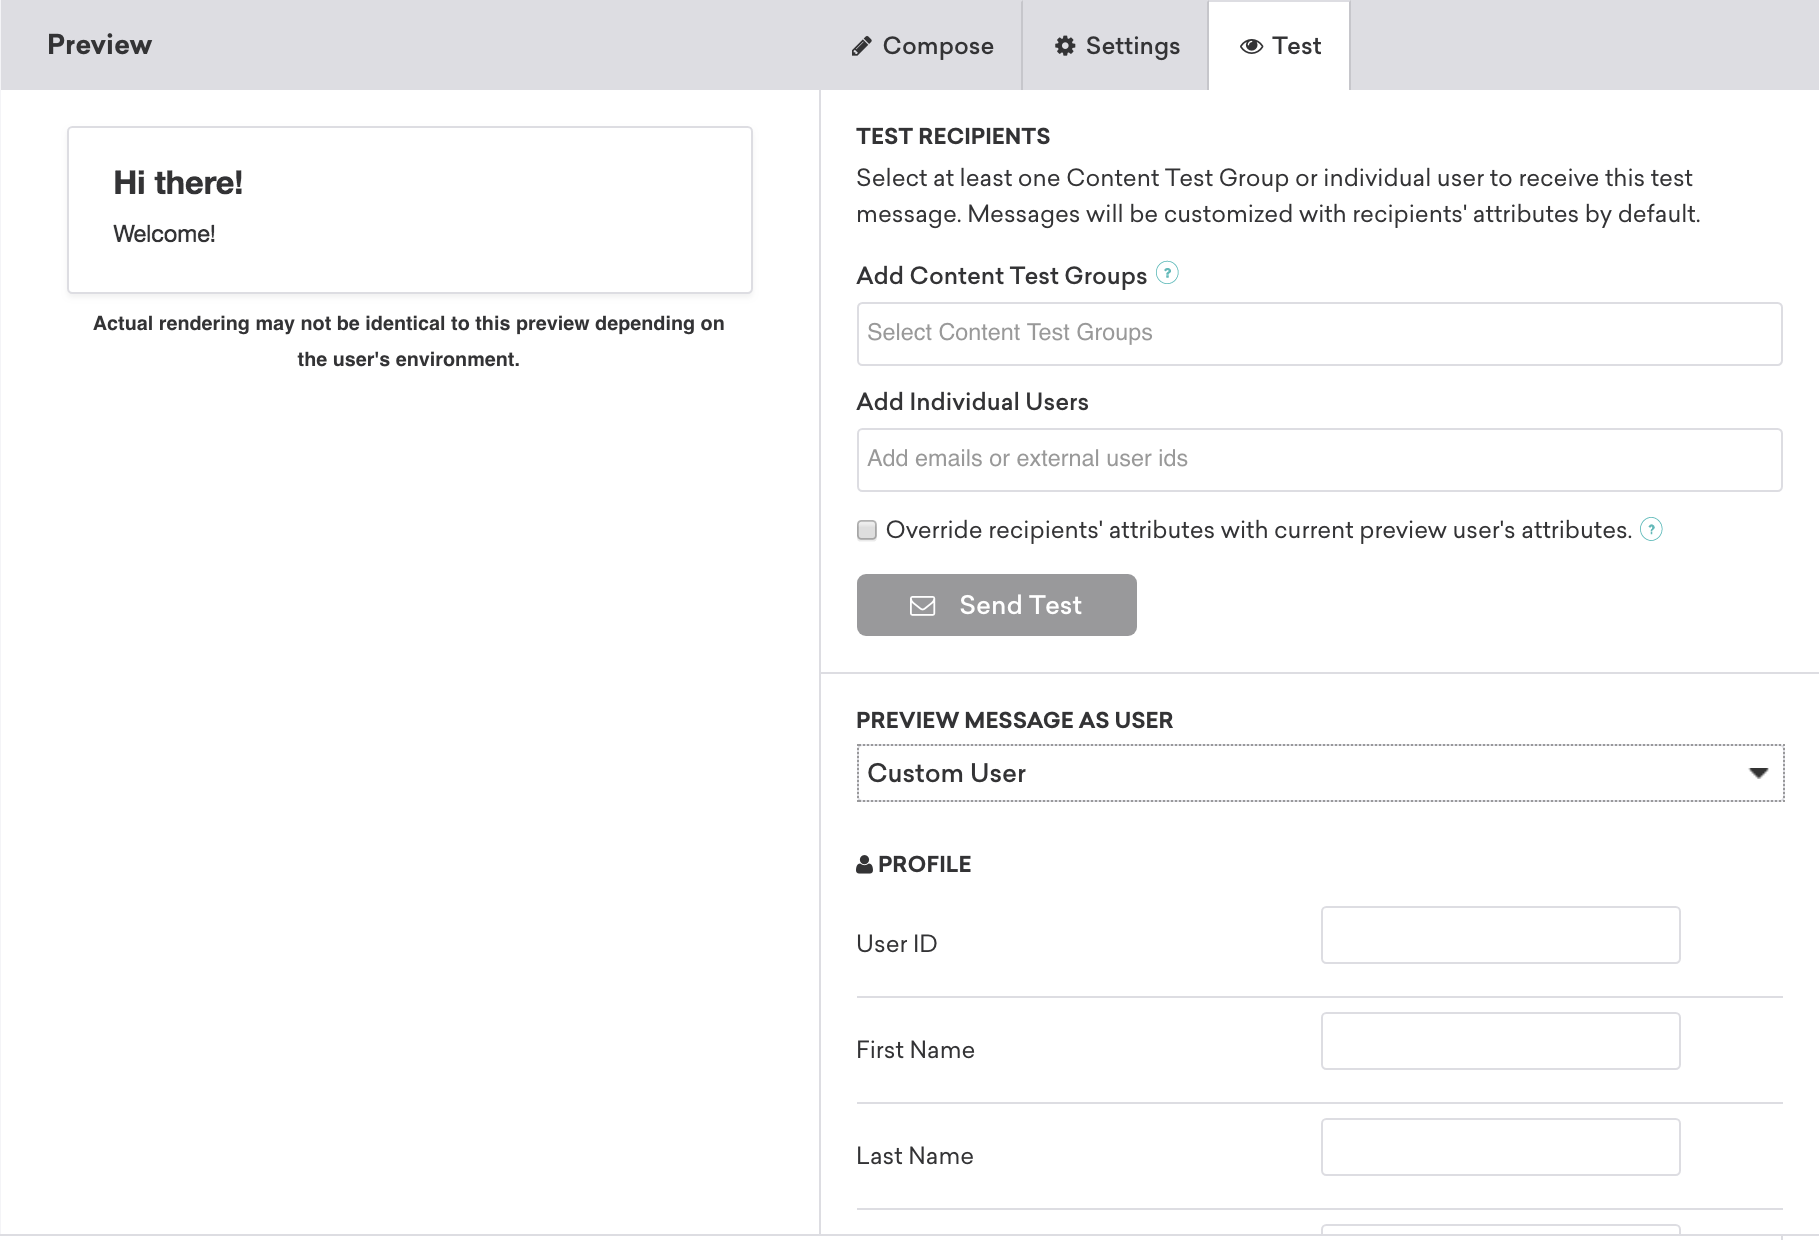 Preview
Compose
Settings
Test
Hi there!
Welcome!
Actual rendering may not be identical to this preview depending on
the user's environment.
TEST RECIPIENTS
Select at least one Content Test Group or individual user to receive this test
message. Messages will be customized with recipients' attributes by default.
Add Content Test Groups ?
Select Content Test Groups
Add Individual Users
Add emails or external user ids
Override recipients' attributes with current preview user's attributes. ?
Send Test
PREVIEW MESSAGE AS USER
Custom User
PROFILE
User ID
First Name
Last Name